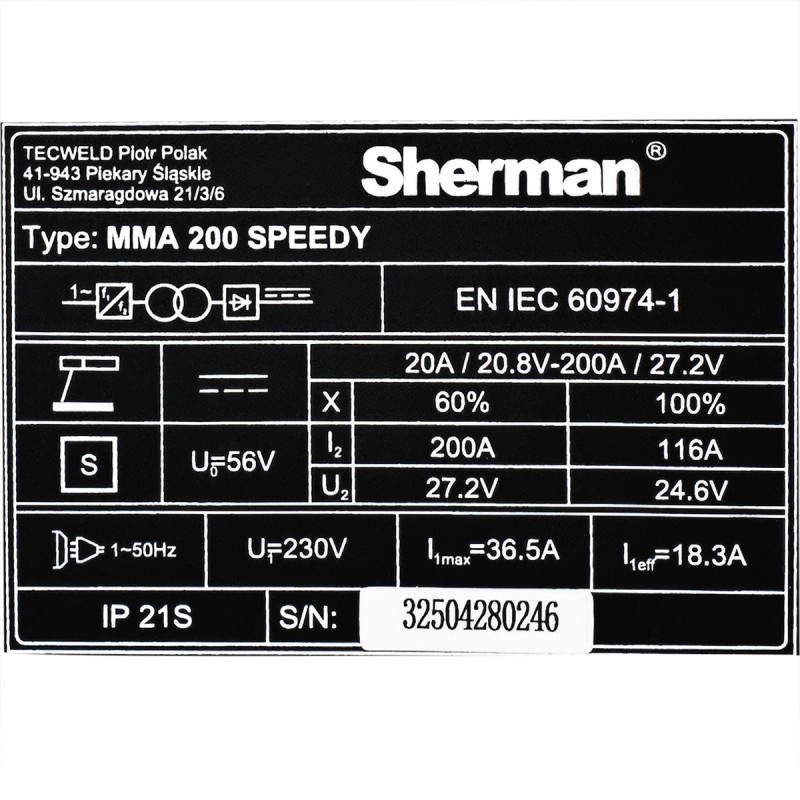 TECWELD Piotr Polak
41-943 Piekary Śląskie
Ul. Szmaragdowa 21/3/6
Sherman®
Type: MMA 200 SPEEDY
1~ f₁ f₂
EN IEC 60974-1
20A / 20.8V-200A / 27.2V
X 60% 100%
I₂ 200A 116A
U₂ 27.2V 24.6V
S
U₀=56V
1~50Hz
U₁=230V
I₁max=36.5A
I₁eff=18.3A
IP 21S
S/N: 32504280246